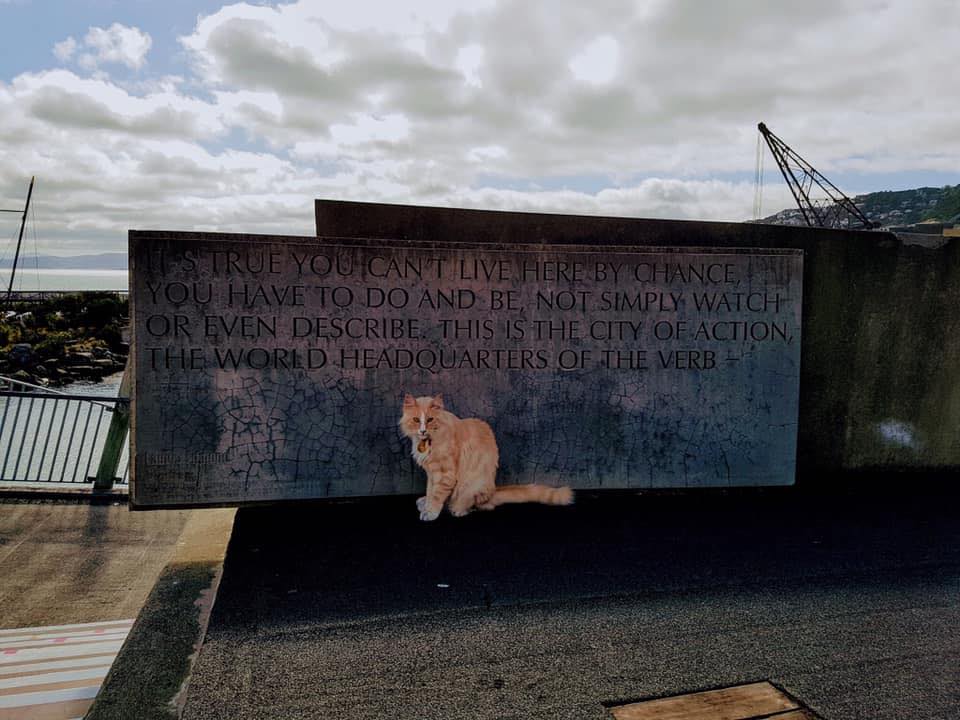 IT'S TRUE YOU CAN'T LIVE HERE BY CHANCE,
YOU HAVE TO DO AND BE, NOT SIMPLY WATCH
OR EVEN DESCRIBE. THIS IS THE CITY OF ACTION,
THE WORLD HEADQUARTERS OF THE VERB –